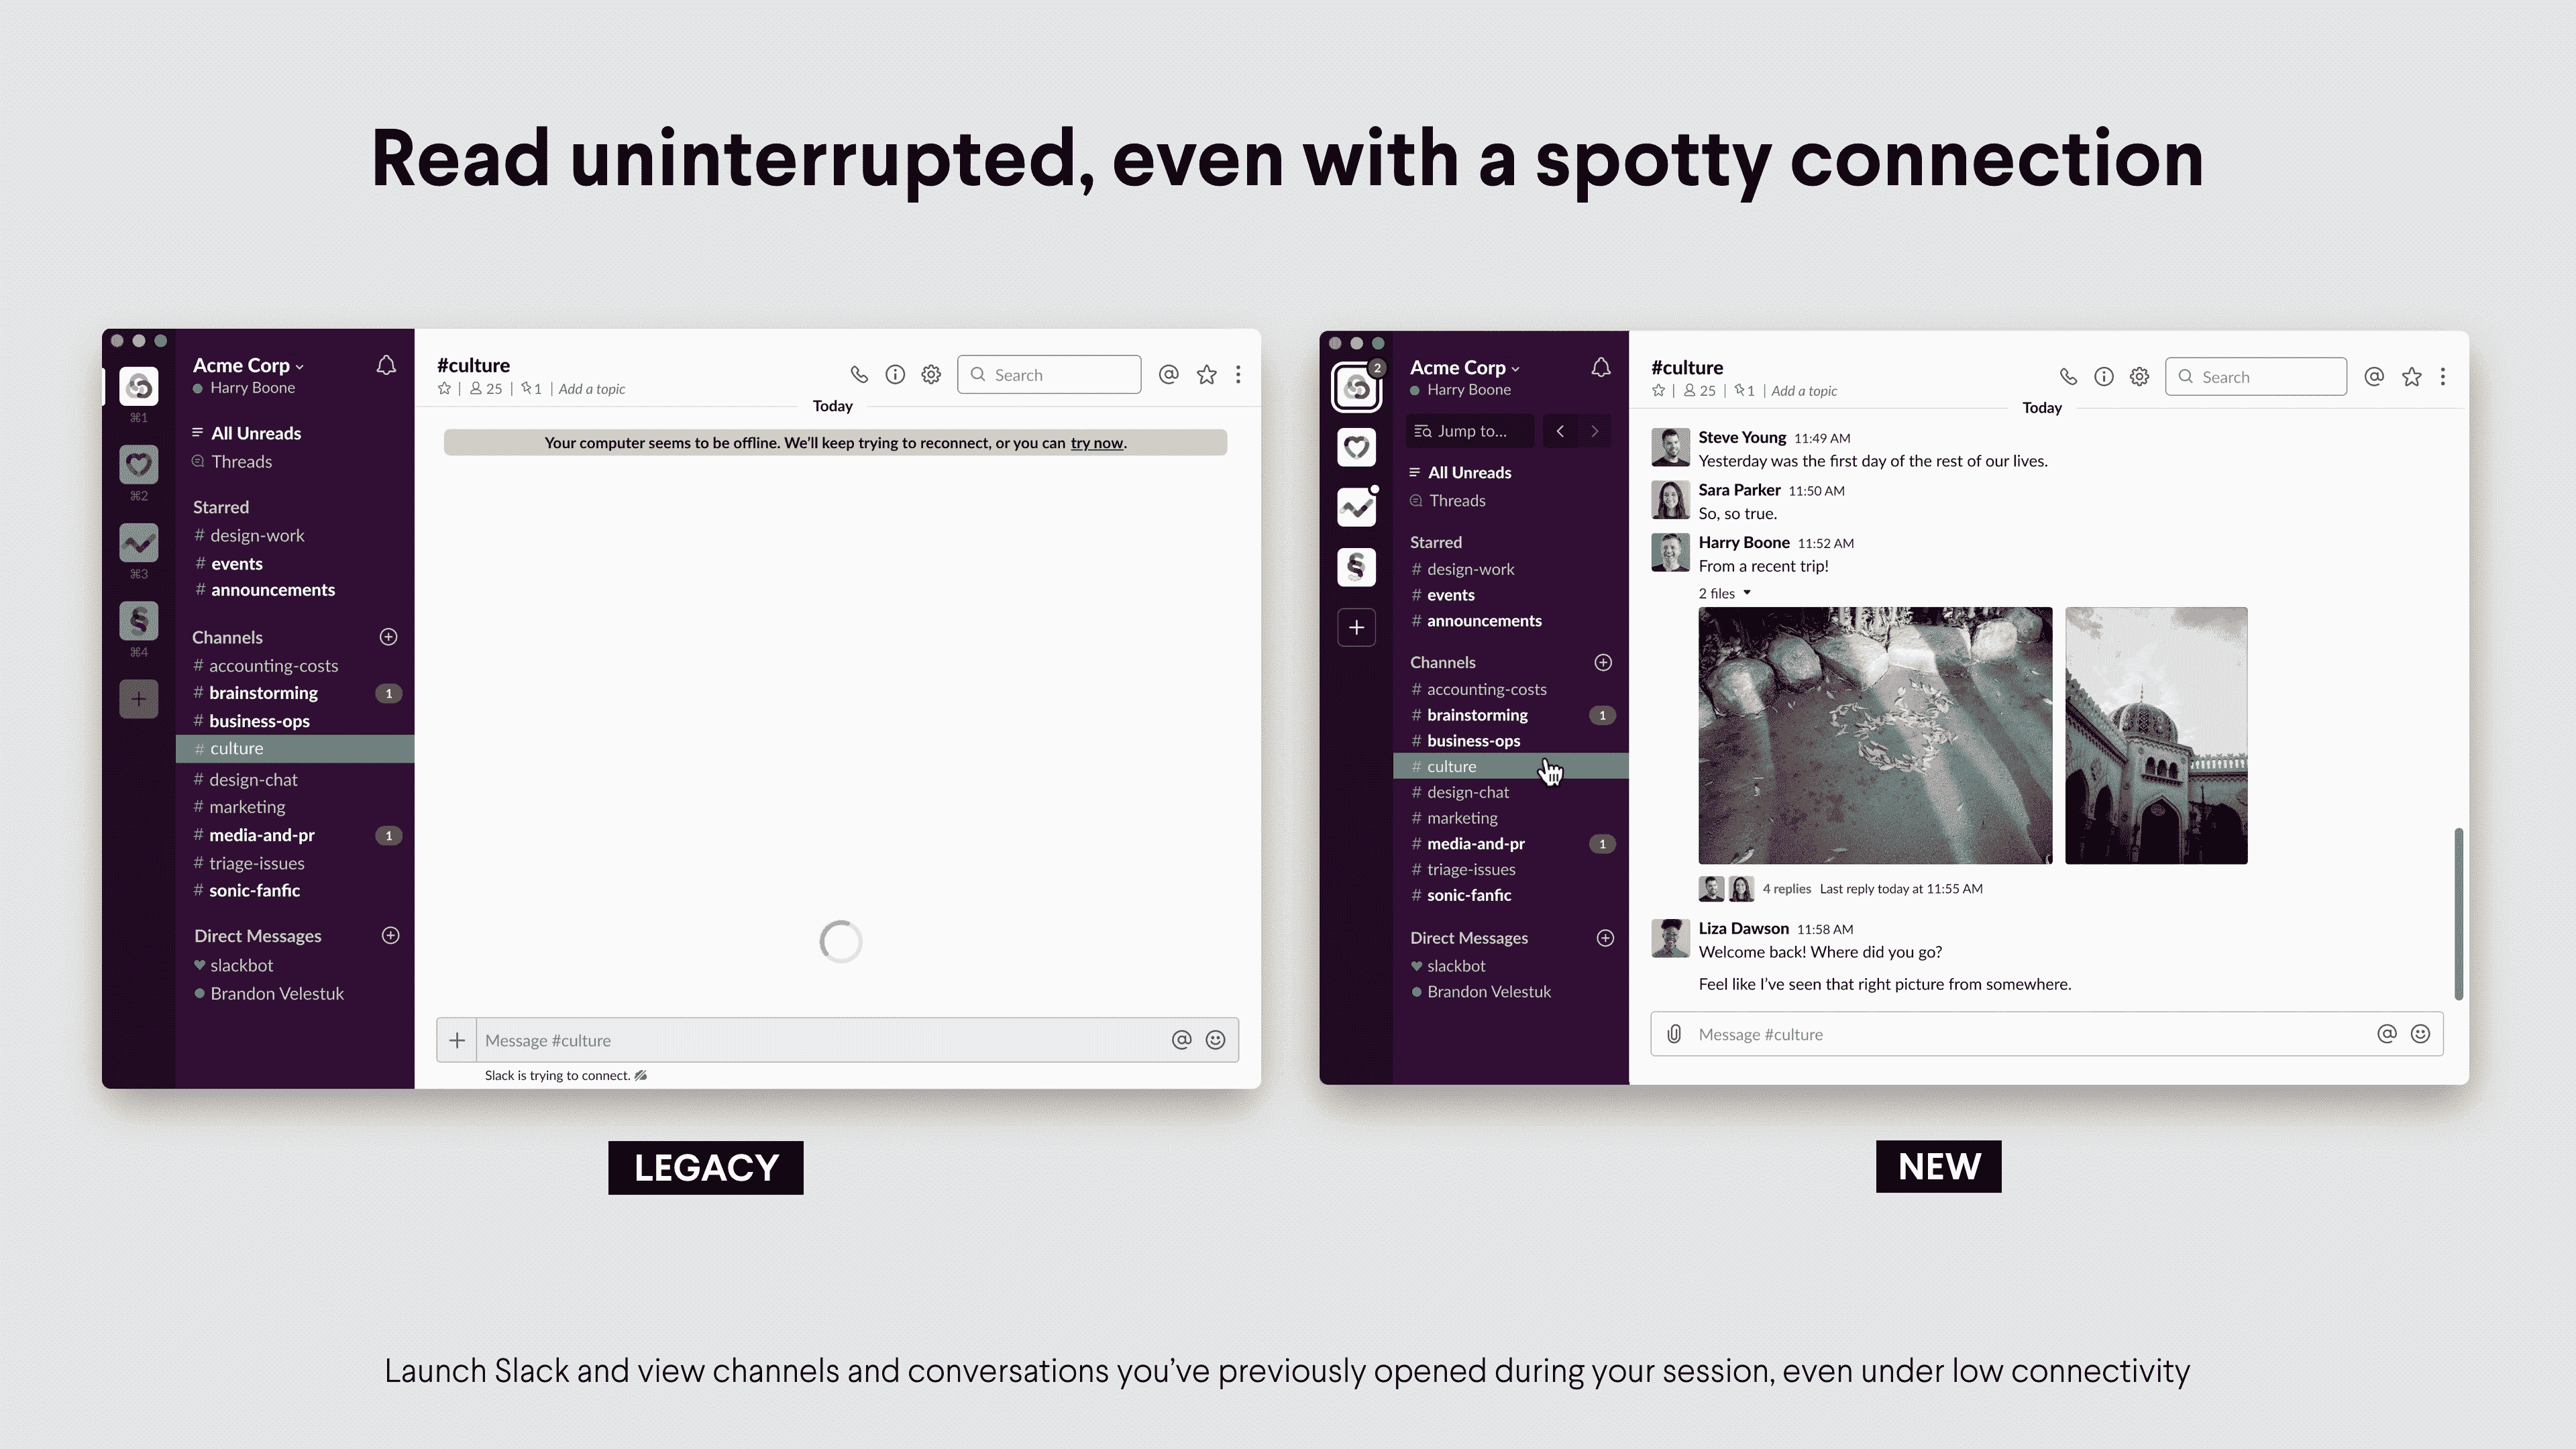 Read uninterrupted, even with a spotty connection
Acme Corp
Harry Boone
⌘1
⌘2
⌘3
⌘4
All Unreads
Threads
Starred
# design-work
# events
# announcements
Channels
# accounting-costs
# brainstorming 1
# business-ops
# culture
# design-chat
# marketing
# media-and-pr 1
# triage-issues
# sonic-fanfic
Direct Messages
slackbot
Brandon Velestuk
#culture
| 25 | 1 | Add a topic
Search
Today
Your computer seems to be offline. We’ll keep trying to reconnect, or you can try now.
Message #culture
Slack is trying to connect.
LEGACY
2
Acme Corp
Harry Boone
Jump to...
All Unreads
Threads
Starred
# design-work
# events
# announcements
Channels
# accounting-costs
# brainstorming 1
# business-ops
# culture
# design-chat
# marketing
# media-and-pr 1
# triage-issues
# sonic-fanfic
Direct Messages
slackbot
Brandon Velestuk
#culture
| 25 | 1 | Add a topic
Search
Today
Steve Young 11:49 AM
Yesterday was the first day of the rest of our lives.
Sara Parker 11:50 AM
So, so true.
Harry Boone 11:52 AM
From a recent trip!
2 files
4 replies Last reply today at 11:55 AM
Liza Dawson 11:58 AM
Welcome back! Where did you go?
Feel like I’ve seen that right picture from somewhere.
Message #culture
NEW
Launch Slack and view channels and conversations you’ve previously opened during your session, even under low connectivity